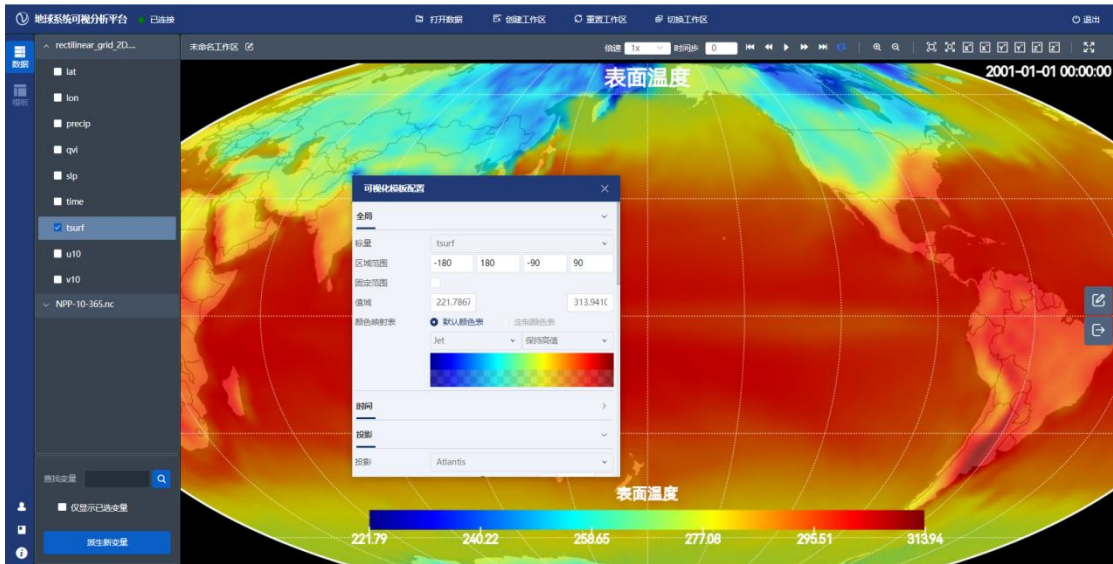 地球系统可视分析平台 已连接 打开数据 创建工作区 重置工作区 切换工作区 退出
数据
模板
rectilinear_grid_2D....
lat
lon
precip
qvi
slp
time
tsurf
u10
v10
NPP-10-365.nc
查找变量
仅显示已选变量
派生新变量
未命名工作区 倍速 1x 时间步 0
表面温度
2001-01-01 00:00:00
可视化模板配置
全局
标量 tsurf
区域范围 -180 180 -90 90
固定范围
值域 221.7867 313.941(
颜色映射表 默认颜色表 定制颜色表
Jet 保持高值
时间
投影
投影 Atlantis
表面温度
221.79 240.22 258.65 277.08 295.51 313.94